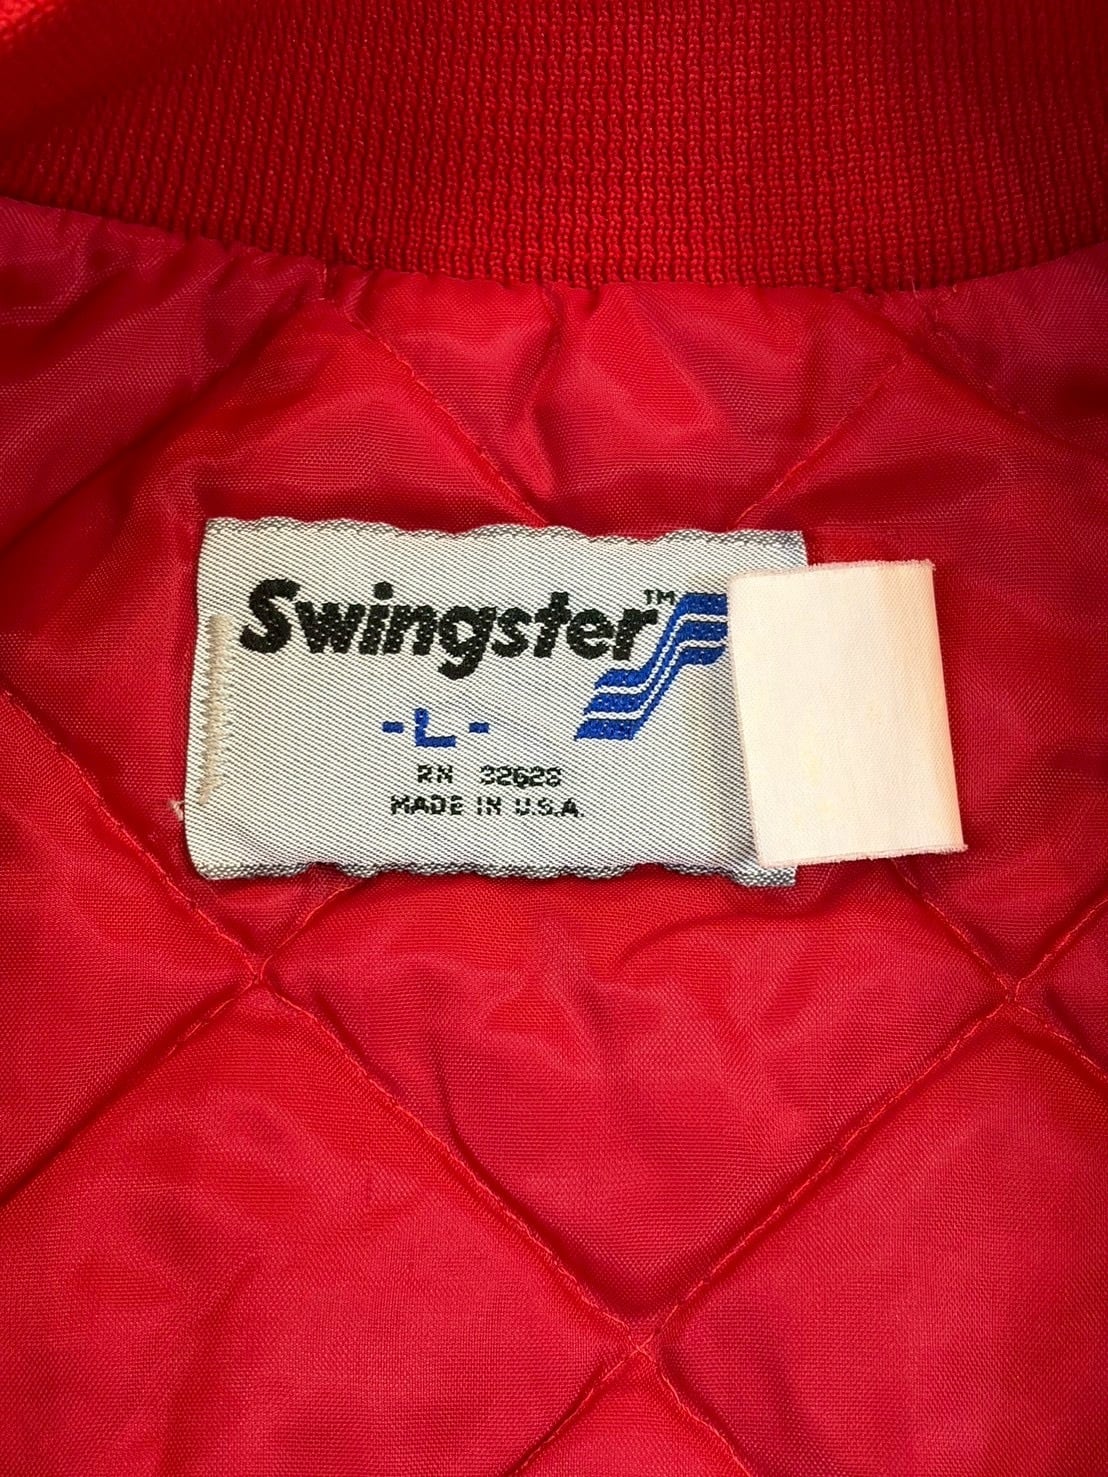 Swingster™
-L-
RN 32628
MADE IN U.S.A.